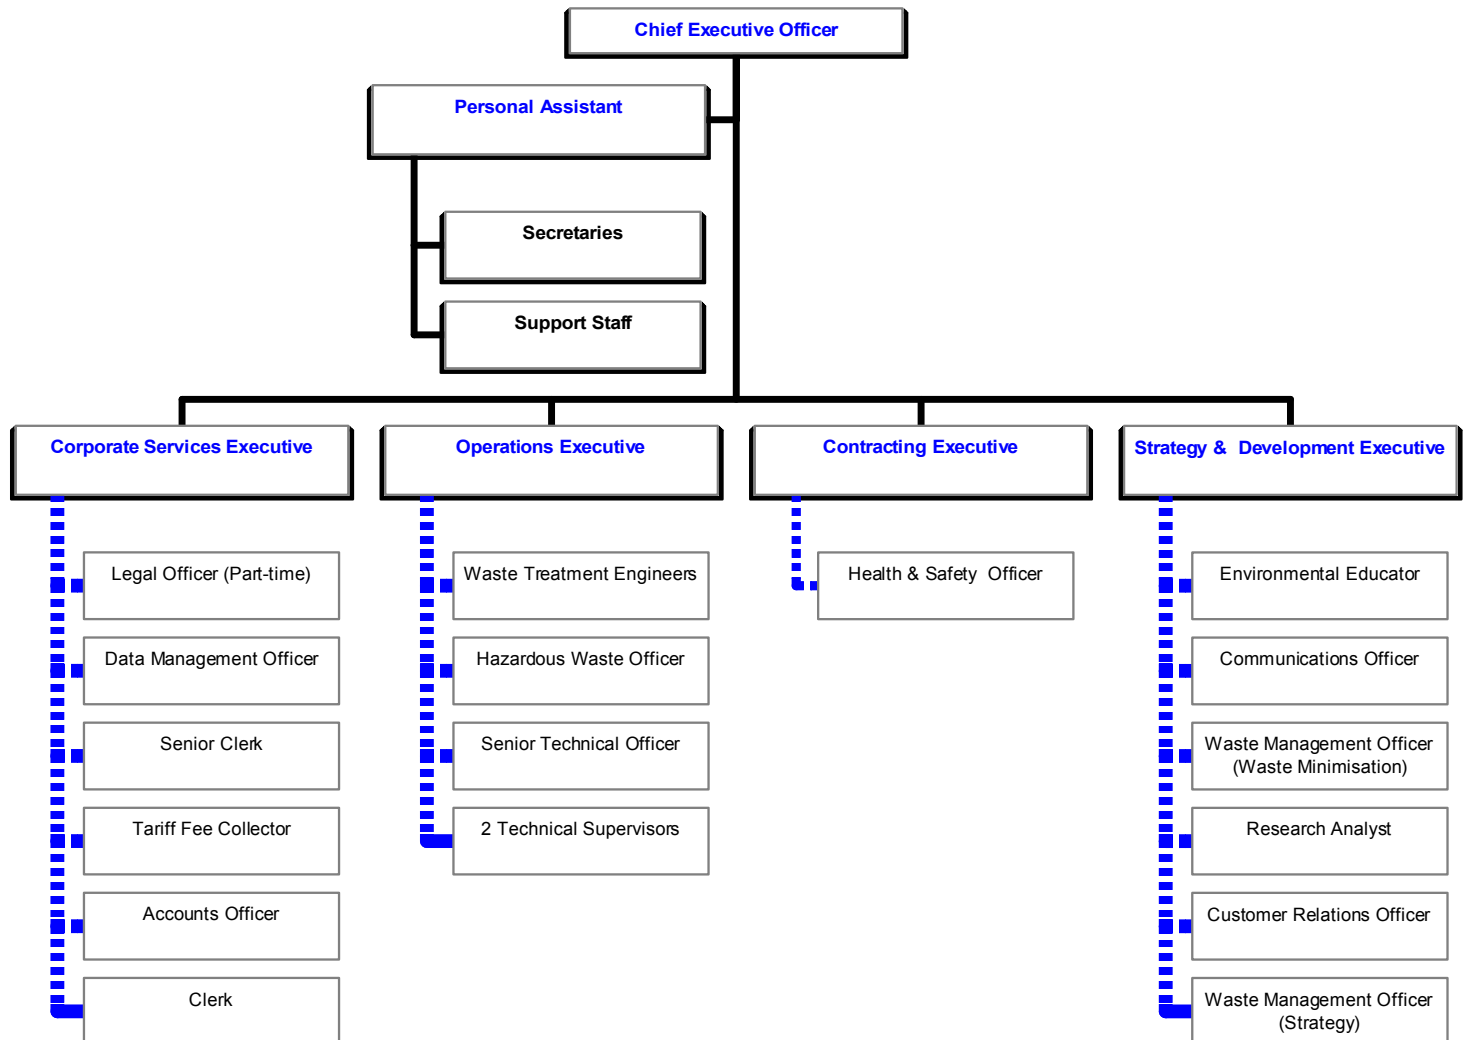 Chief Executive Officer
Personal Assistant
Secretaries
Support Staff
Corporate Services Executive
Operations Executive
Contracting Executive
Strategy & Development Executive
Legal Officer (Part-time)
Data Management Officer
Senior Clerk
Tariff Fee Collector
Accounts Officer
Clerk
Waste Treatment Engineers
Hazardous Waste Officer
Senior Technical Officer
2 Technical Supervisors
Health & Safety Officer
Environmental Educator
Communications Officer
Waste Management Officer
(Waste Minimisation)
Research Analyst
Customer Relations Officer
Waste Management Officer
(Strategy)